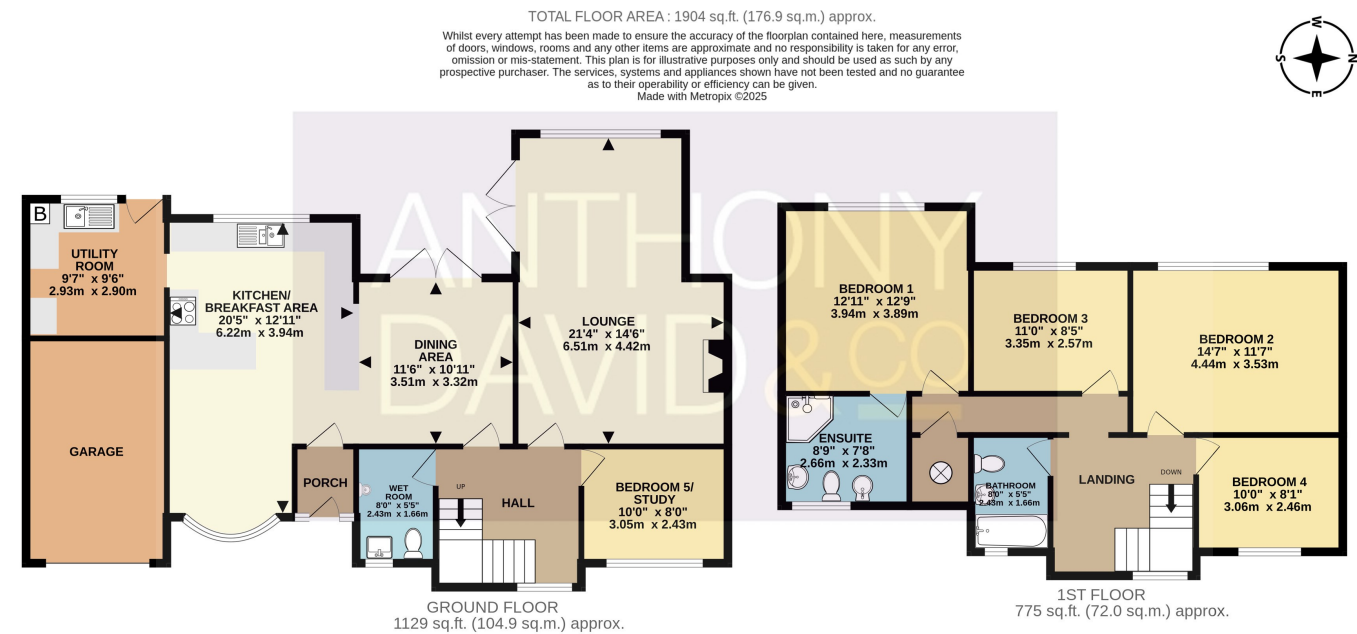 TOTAL FLOOR AREA : 1904 sq.ft. (176.9 sq.m.) approx.
Whilst every attempt has been made to ensure the accuracy of the floorplan contained here, measurements
of doors, windows, rooms and any other items are approximate and no responsibility is taken for any error,
omission or mis-statement. This plan is for illustrative purposes only and should be used as such by any
prospective purchaser. The services, systems and appliances shown have not been tested and no guarantee
as to their operability or efficiency can be given.
Made with Metropix ©2025
W
N
S
E
ANTHONY
DAVID & CO
B
UTILITY
ROOM
9'7" x 9'6"
2.93m x 2.90m
KITCHEN/
BREAKFAST AREA
20'5" x 12'11"
6.22m x 3.94m
DINING
AREA
11'6" x 10'11"
3.51m x 3.32m
LOUNGE
21'4" x 14'6"
6.51m x 4.42m
GARAGE
PORCH
WET
ROOM
8'0" x 5'5"
2.43m x 1.66m
UP
HALL
BEDROOM 5/
STUDY
10'0" x 8'0"
3.05m x 2.43m
GROUND FLOOR
1129 sq.ft. (104.9 sq.m.) approx.
BEDROOM 1
12'11" x 12'9"
3.94m x 3.89m
BEDROOM 3
11'0" x 8'5"
3.35m x 2.57m
BEDROOM 2
14'7" x 11'7"
4.44m x 3.53m
ENSUITE
8'9" x 7'8"
2.66m x 2.33m
BATHROOM
8'0" x 5'5"
2.43m x 1.66m
LANDING
DOWN
BEDROOM 4
10'0" x 8'1"
3.06m x 2.46m
1ST FLOOR
775 sq.ft. (72.0 sq.m.) approx.